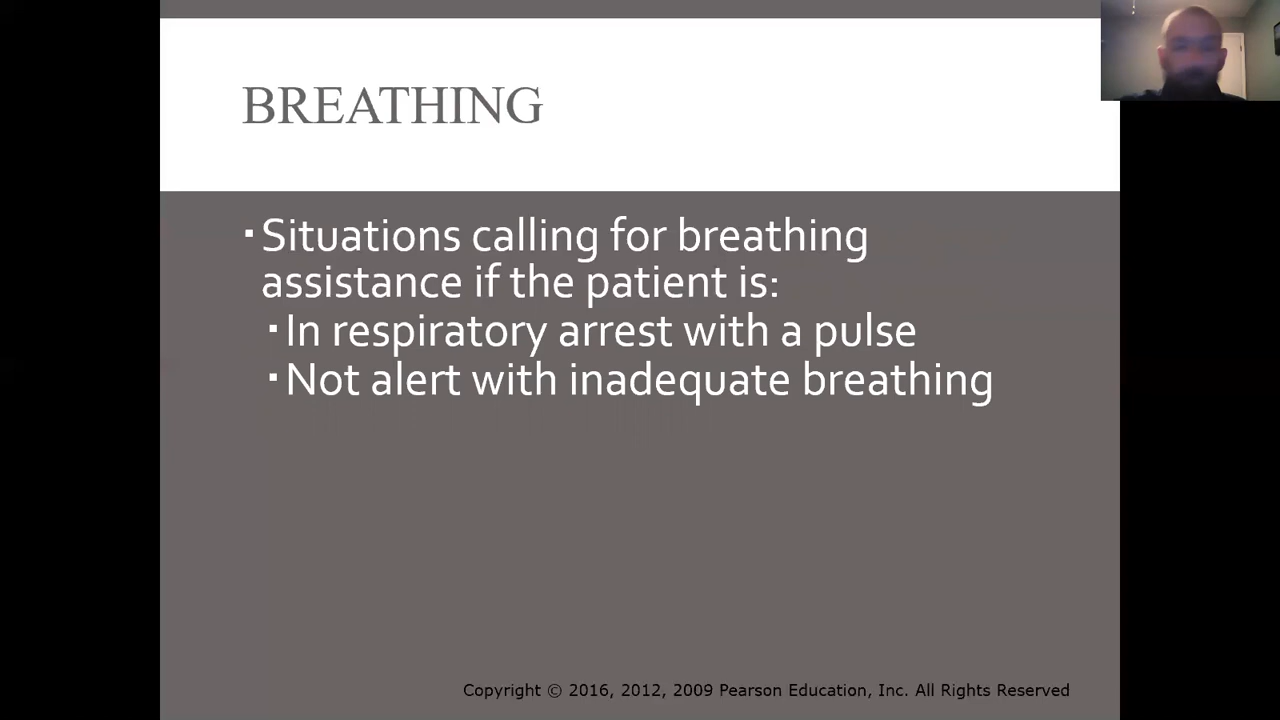 BREATHING
▪ Situations calling for breathing
assistance if the patient is:
▪ In respiratory arrest with a pulse
▪ Not alert with inadequate breathing
Copyright © 2016, 2012, 2009 Pearson Education, Inc. All Rights Reserved